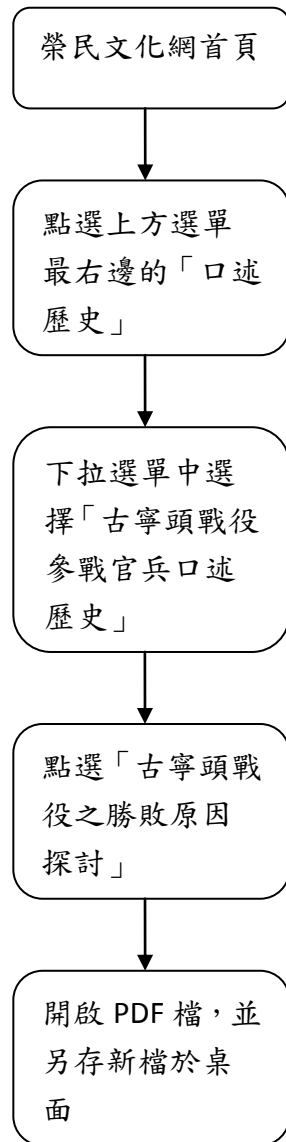 榮民文化網首頁
點選上方選單
最右邊的「口述
歷史」
下拉選單中選
擇「古寧頭戰役
參戰官兵口述
歷史」
點選「古寧頭戰
役之勝敗原因
探討」
開啟 PDF 檔，並
另存新檔於桌
面